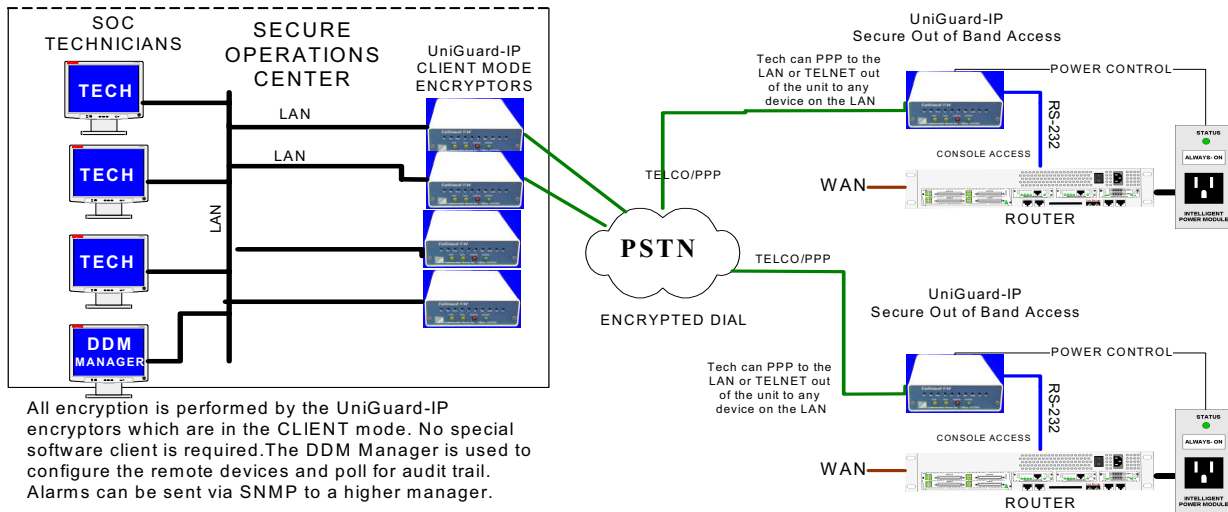 SOC
TECHNICIANS
SECURE
OPERATIONS
CENTER
UniGuard-IP
CLIENT MODE
ENCRYPTORS
TECH
TECH
TECH
DDM
MANAGER
LAN
LAN
LAN
All encryption is performed by the UniGuard-IP
encryptors which are in the CLIENT mode. No special
software client is required.The DDM Manager is used to
configure the remote devices and poll for audit trail.
Alarms can be sent via SNMP to a higher manager.
PSTN
ENCRYPTED DIAL
TELCO/PPP
TELCO/PPP
UniGuard-IP
Secure Out of Band Access
Tech can PPP to the
LAN or TELNET out
of the unit to any
device on the LAN
POWER CONTROL
RS-232
CONSOLE ACCESS
WAN
ROUTER
STATUS
ALWAYS- ON
INTELLIGENT
POWER MODULE
UniGuard-IP
Secure Out of Band Access
Tech can PPP to the
LAN or TELNET out
of the unit to any
device on the LAN
POWER CONTROL
RS-232
CONSOLE ACCESS
WAN
ROUTER
STATUS
ALWAYS- ON
INTELLIGENT
POWER MODULE